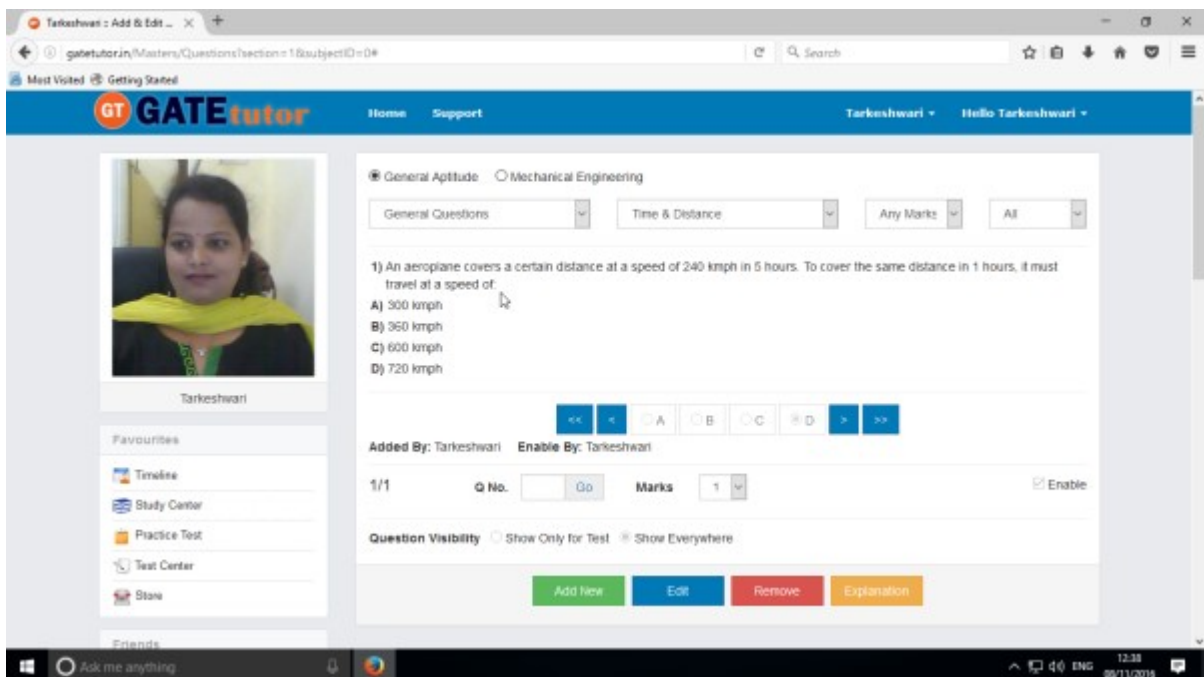 Tarkeshwari : Add & Edit ...
gatetutor.in/Masters/Questions?section=1&subjectID=0#
Search
Most Visited Getting Started
GT GATEtutor Home Support Tarkeshwari Hello Tarkeshwari
General Aptitude Mechanical Engineering
General Questions Time & Distance Any Marks All
1) An aeroplane covers a certain distance at a speed of 240 kmph in 5 hours. To cover the same distance in 1 hours, it must
travel at a speed of:
A) 300 kmph
B) 360 kmph
C) 600 kmph
D) 720 kmph
Tarkeshwari
<< < A B C D > >>
Added By: Tarkeshwari Enable By: Tarkeshwari
1/1 Q No. Go Marks 1 Enable
Question Visibility Show Only for Test Show Everywhere
Add New Edit Remove Explanation
Favourites
Timeline
Study Center
Practice Test
Test Center
Store
Friends
Ask me anything
ENG
12:38
08/11/2016